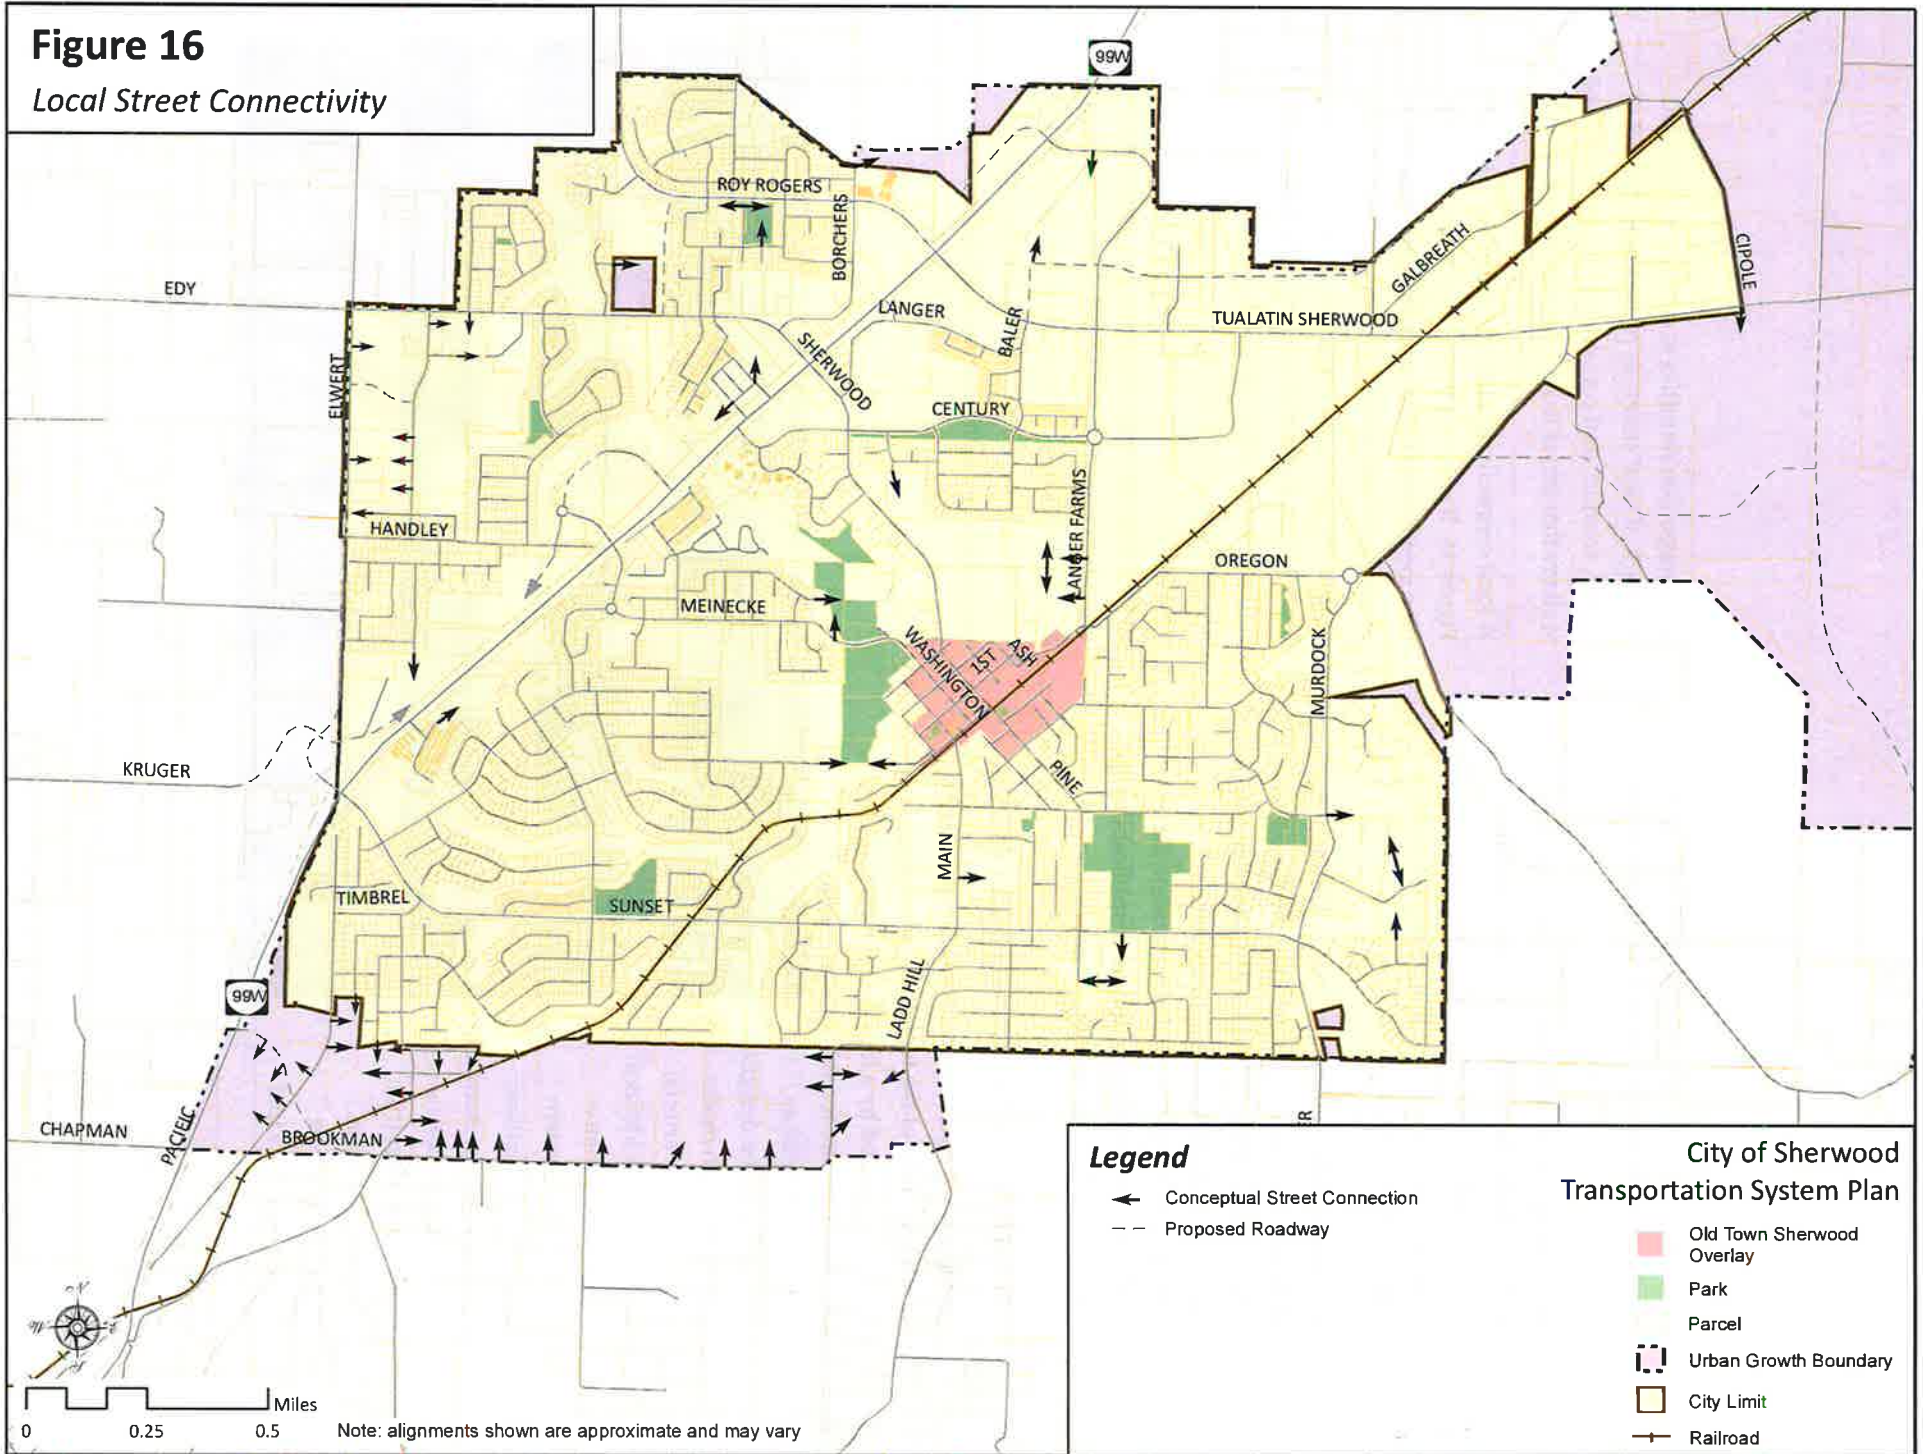 Figure 16
Local Street Connectivity
99W
ROY ROGERS
BORCHERS
EDY
GALBREATH
CIPOLE
LANGER
BALER
TUALATIN SHERWOOD
SHERWOOD
ELWERT
CENTURY
HANDLEY
LANGER FARMS
OREGON
MEINECKE
WASHINGTON
1ST
ASH
MURDOCK
KRUGER
PINE
MAIN
TIMBREL
SUNSET
LADD HILL
99W
CHAPMAN
PACIFIC
BROOKMAN
ER
Legend
Conceptual Street Connection
Proposed Roadway
City of Sherwood
Transportation System Plan
Old Town Sherwood
Overlay
Park
Parcel
Urban Growth Boundary
City Limit
Railroad
Miles
0 0.25 0.5
Note: alignments shown are approximate and may vary